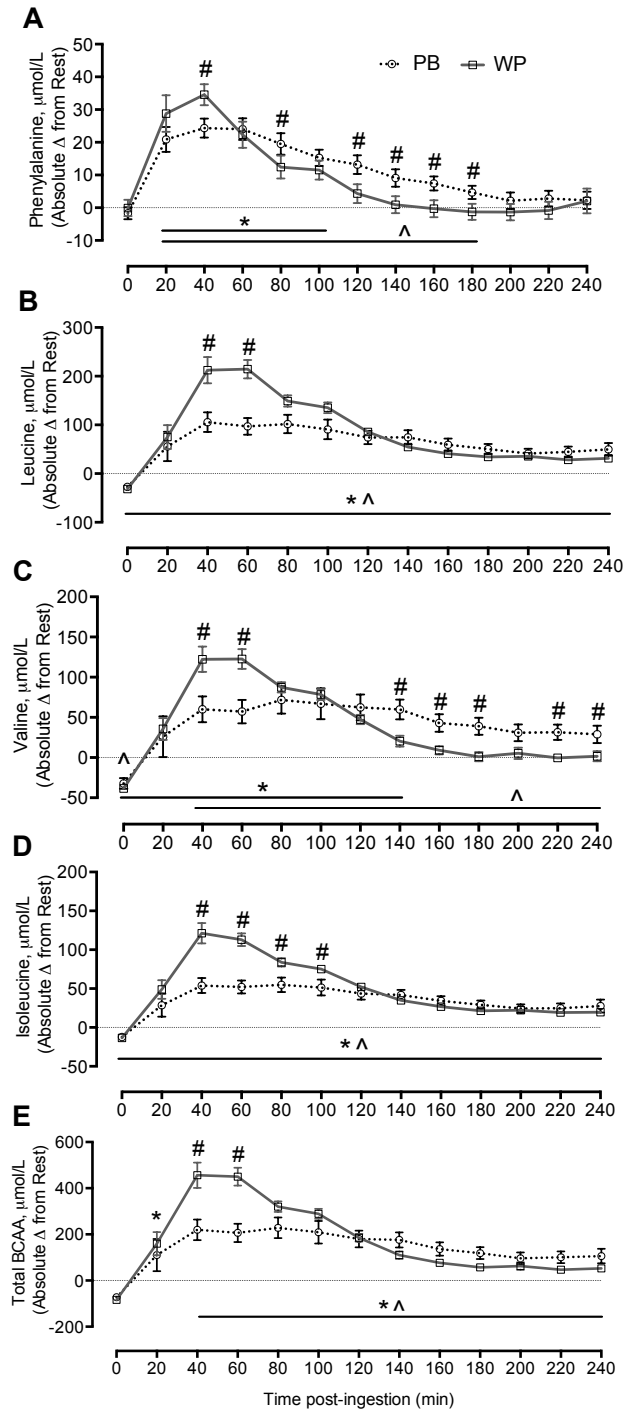 A
Phenylalanine, μmol/L
(Absolute Δ from Rest)
50
40
30
20
10
0
-10
# # # # # #
PB WP
* ^
0 20 40 60 80 100 120 140 160 180 200 220 240
B
Leucine, μmol/L
(Absolute Δ from Rest)
300
200
100
0
-100
# #
* ^
0 20 40 60 80 100 120 140 160 180 200 220 240
C
Valine, μmol/L
(Absolute Δ from Rest)
200
150
100
50
0
-50
# # # # # # #
^
* ^
0 20 40 60 80 100 120 140 160 180 200 220 240
D
Isoleucine, μmol/L
(Absolute Δ from Rest)
200
150
100
50
0
-50
# # # #
* ^
0 20 40 60 80 100 120 140 160 180 200 220 240
E
Total BCAA, μmol/L
(Absolute Δ from Rest)
600
400
200
0
-200
# #
*
* ^
0 20 40 60 80 100 120 140 160 180 200 220 240
Time post-ingestion (min)